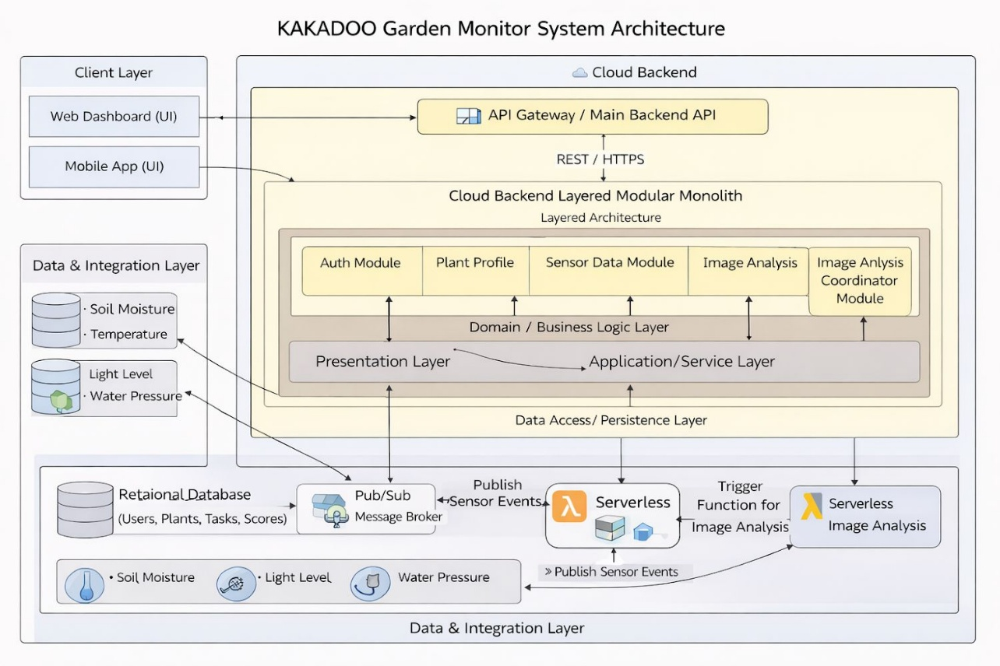 KAKADOO Garden Monitor System Architecture
Client Layer
Web Dashboard (UI)
Mobile App (UI)
Cloud Backend
API Gateway / Main Backend API
REST / HTTPS
Cloud Backend Layered Modular Monolith
Layered Architecture
Auth Module
Plant Profile
Sensor Data Module
Image Analysis
Image Anlysis
Coordinator
Module
Domain / Business Logic Layer
Presentation Layer
Application/Service Layer
Data Access/ Persistence Layer
Data & Integration Layer
· Soil Moisture
· Temperature
Light Level
· Water Pressure
Retaional Database
(Users, Plants, Tasks, Scores)
Pub/Sub
Message Broker
Publish
Sensor Events
λ
Serverless
Trigger
Function for
Image Analysis
Serverless
Image Analysis
» Publish Sensor Events
• Soil Moisture
· Light Level
Water Pressure
Data & Integration Layer